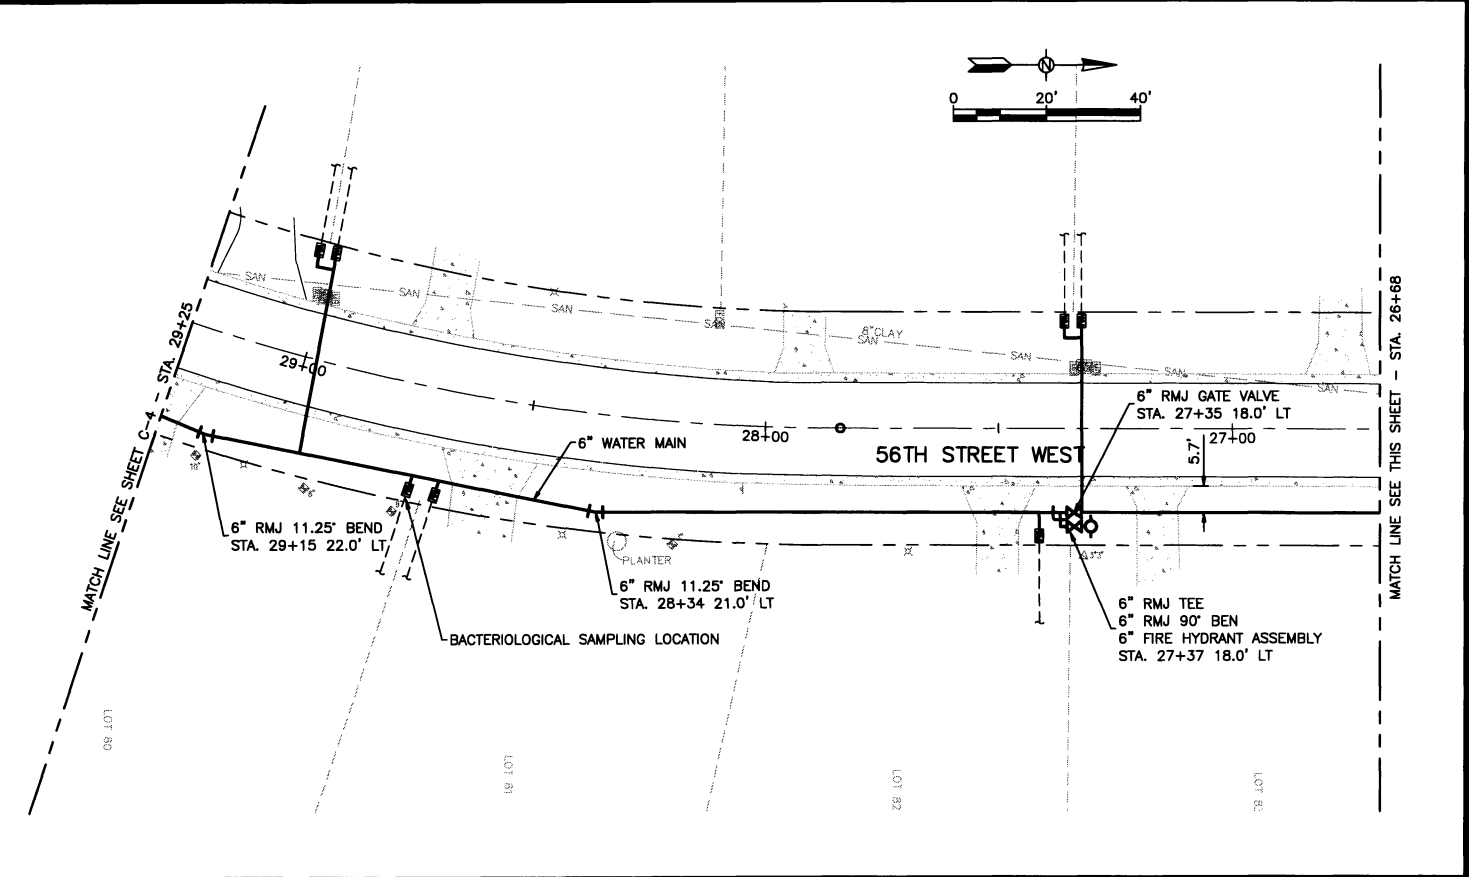 N
0 20' 40'
MATCH LINE SEE SHEET C-4 - STA. 29+25
MATCH LINE SEE THIS SHEET - STA. 26+68
SAN
SAN
SAN
SAN
8" CLAY
SAN
SAN
SAN
SAN
29+00
28+00
27+00
56TH STREET WEST
5.7'
6" RMJ GATE VALVE
STA. 27+35 18.0' LT
6" WATER MAIN
6" RMJ 11.25° BEND
STA. 29+15 22.0' LT
PLANTER
6" RMJ 11.25° BEND
STA. 28+34 21.0' LT
BACTERIOLOGICAL SAMPLING LOCATION
6" RMJ TEE
6" RMJ 90° BEN
6" FIRE HYDRANT ASSEMBLY
STA. 27+37 18.0' LT
LOT 80
LOT 81
LOT 82
LOT